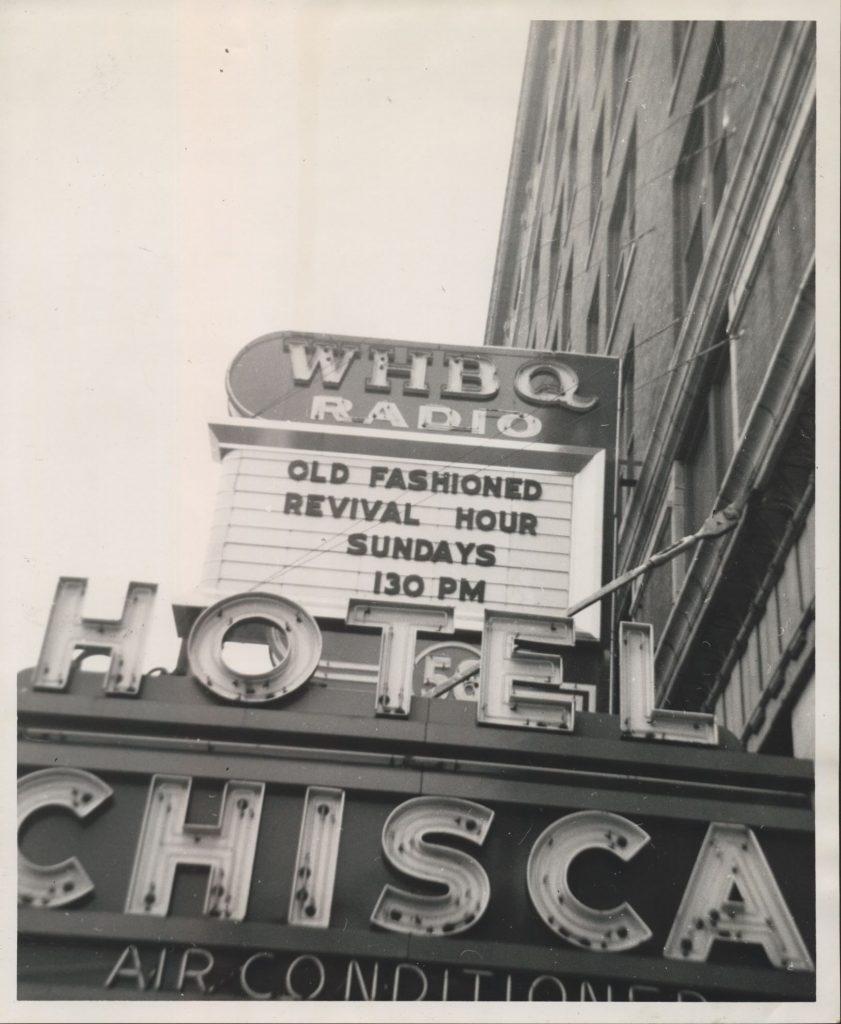 WHBQ
RADIO
OLD FASHIONED
REVIVAL HOUR
SUNDAYS
130 PM
HOTEL
CHISCA
AIR CONDITIONED